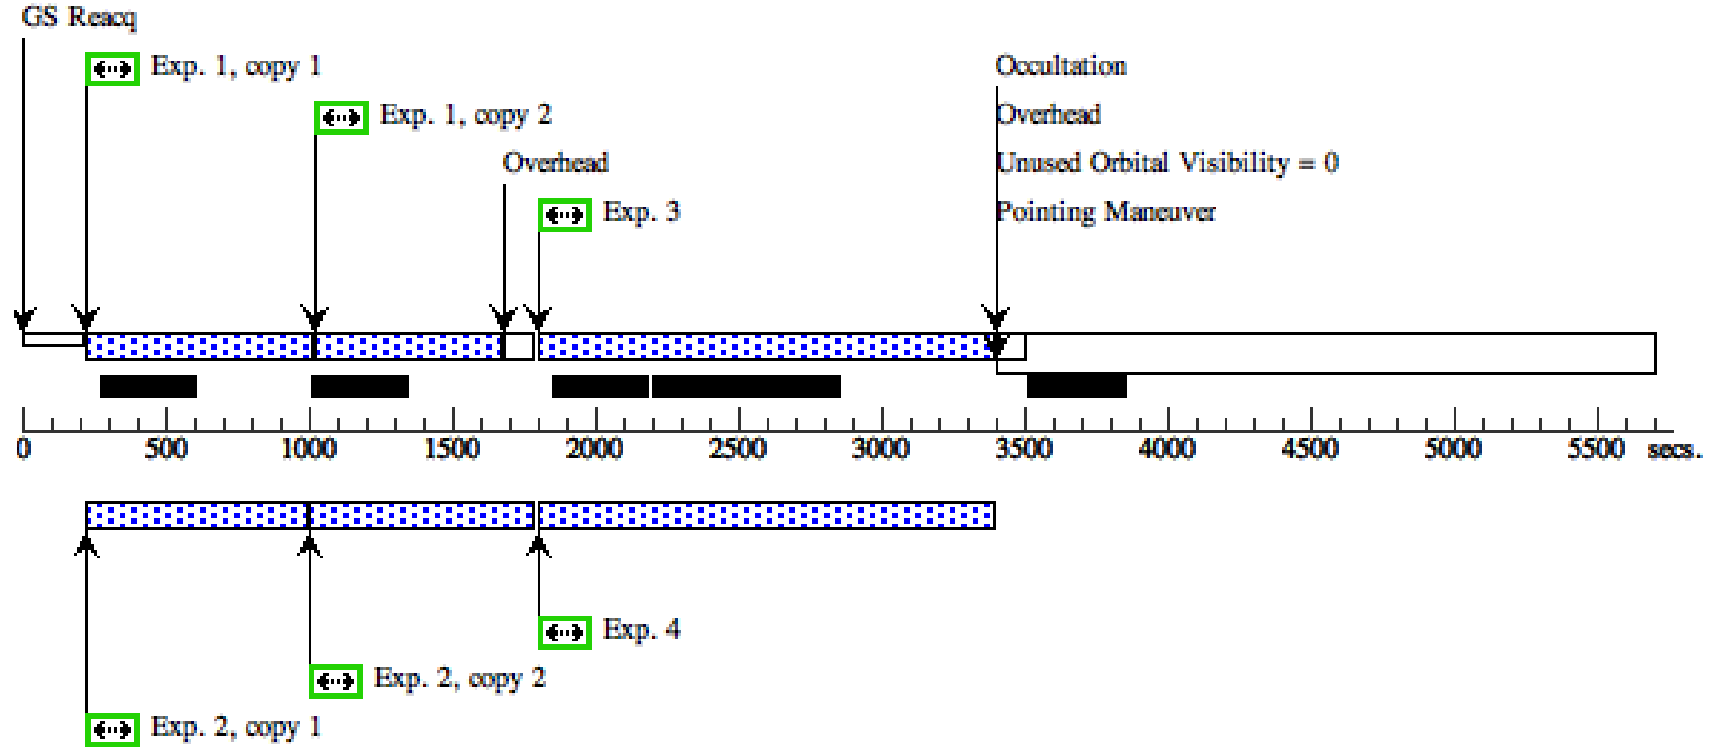 GS Reacq
Exp. 1, copy 1
Occultation
Exp. 1, copy 2
Overhead
Overhead
Unused Orbital Visibility = 0
Exp. 3
Pointing Maneuver
0 500 1000 1500 2000 2500 3000 3500 4000 4500 5000 5500 secs.
Exp. 4
Exp. 2, copy 2
Exp. 2, copy 1